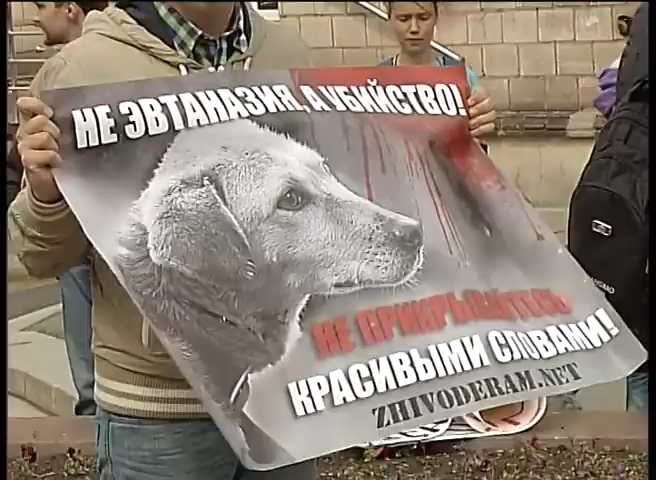 НЕ ЭВТАНАЗИЯ, А УБИЙСТВО!
НЕ ПРИКРЫВАЙТЕСЬ
КРАСИВЫМИ СЛОВАМИ!
ZHIVODERAM.NET